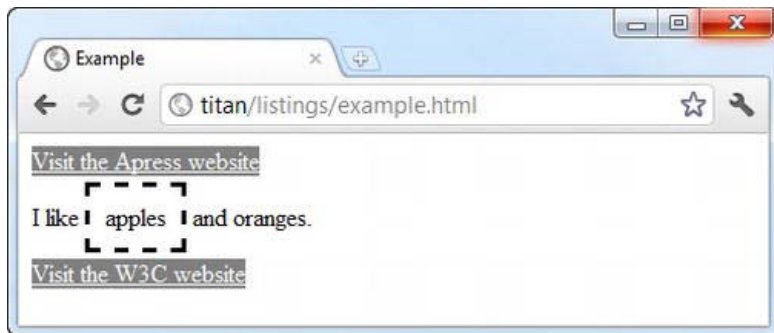 Example
titan/listings/example.html
Visit the Apress website
I like apples and oranges.
Visit the W3C website